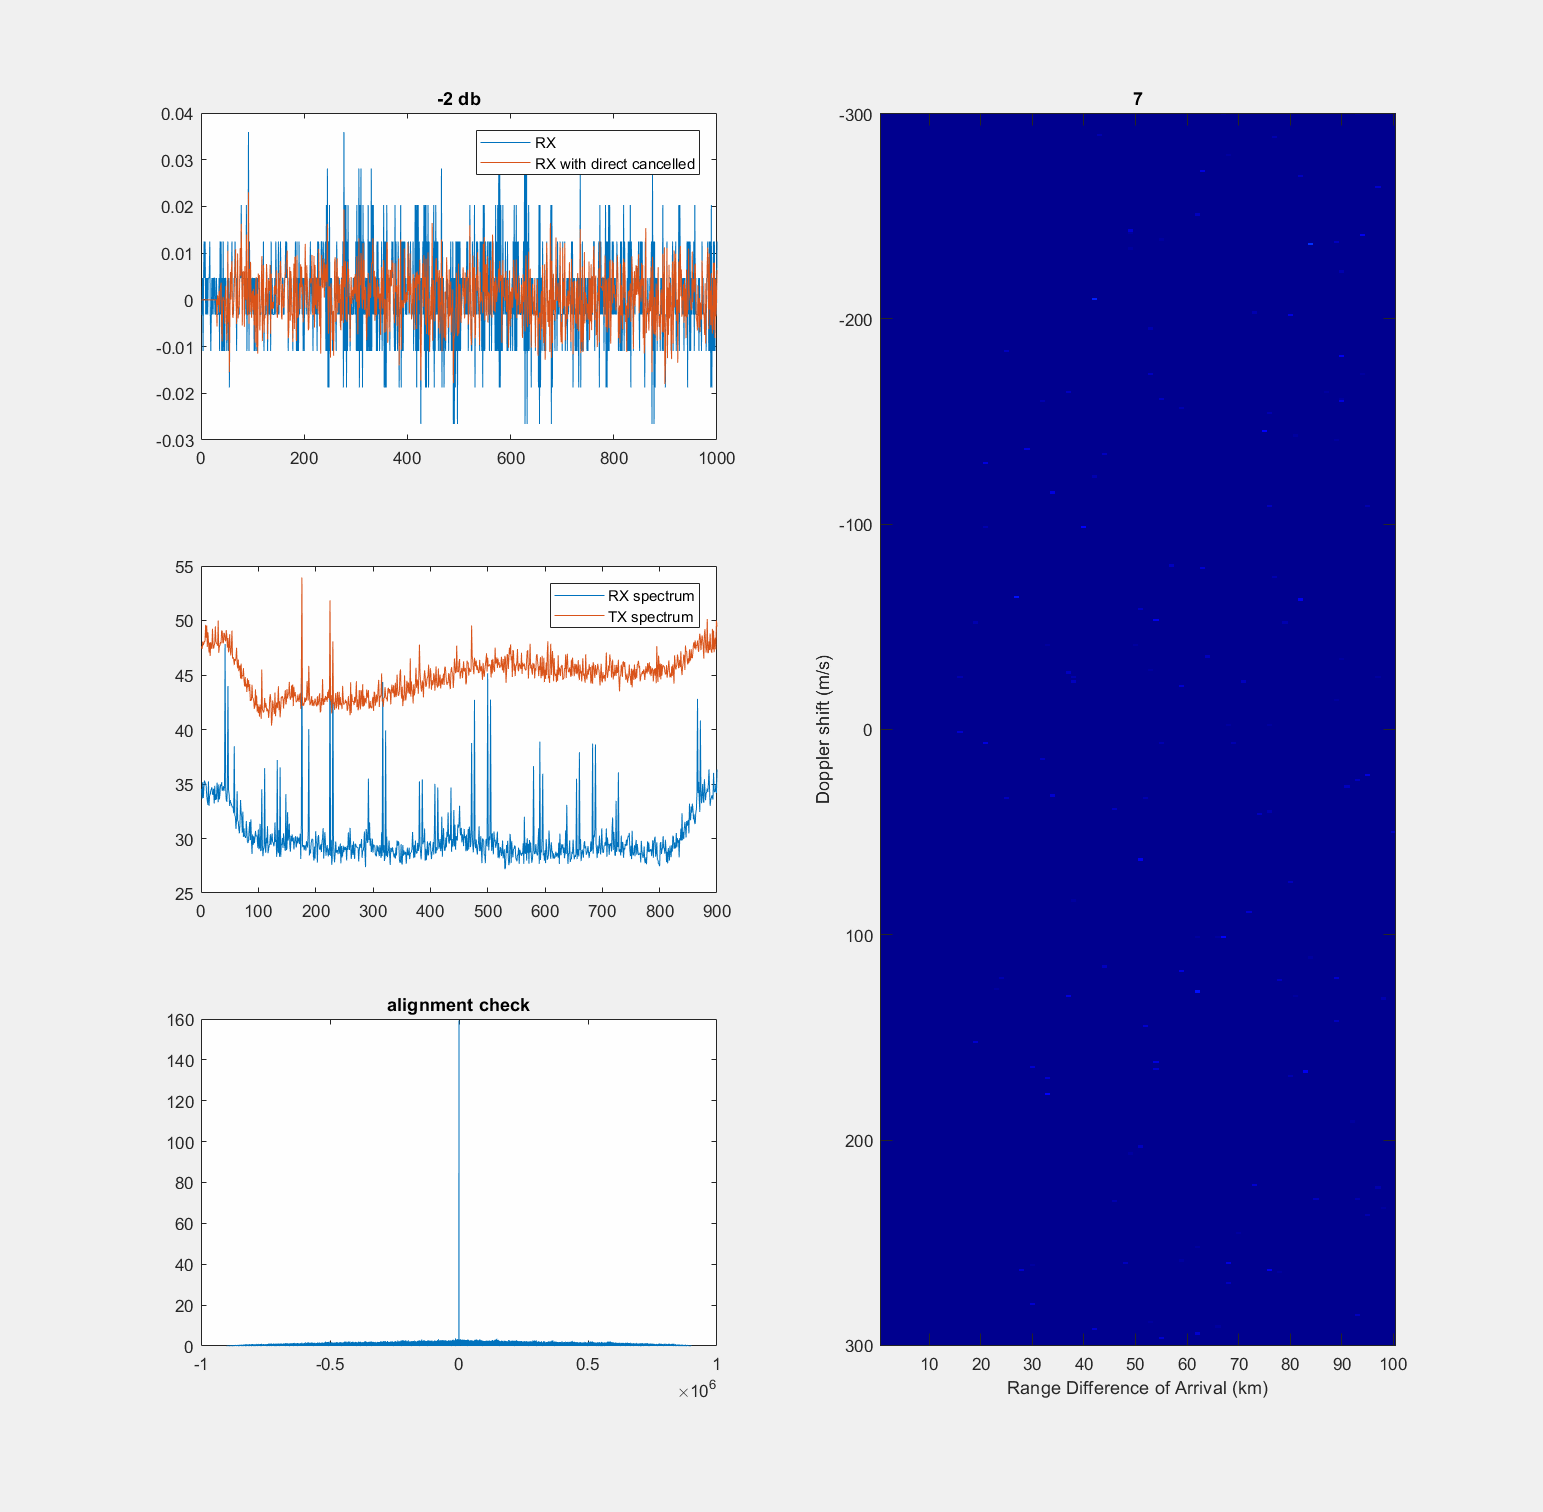 -2 db
0.04
0.03
0.02
0.01
0
-0.01
-0.02
-0.03
0 200 400 600 800 1000
RX
RX with direct cancelled
55
50
45
40
35
30
25
0 100 200 300 400 500 600 700 800 900
RX spectrum
TX spectrum
alignment check
160
140
120
100
80
60
40
20
0
-1 -0.5 0 0.5 1
×10^6
7
-300
-200
-100
0
100
200
300
Doppler shift (m/s)
10 20 30 40 50 60 70 80 90 100
Range Difference of Arrival (km)